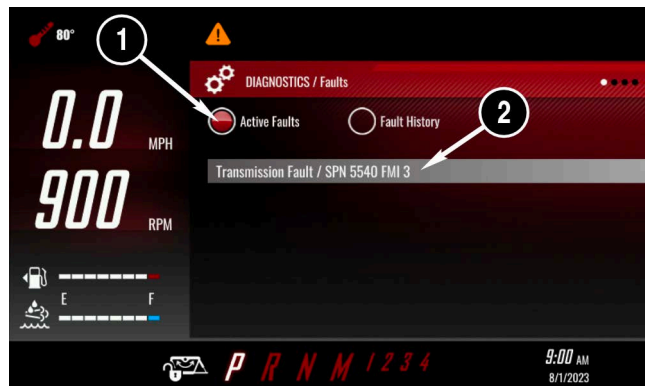 80°
1
DIAGNOSTICS / Faults
Active Faults
Fault History
2
Transmission Fault / SPN 5540 FMI 3
0.0 MPH
900 RPM
E F
P R N M 1 2 3 4
9:00 AM
8/1/2023